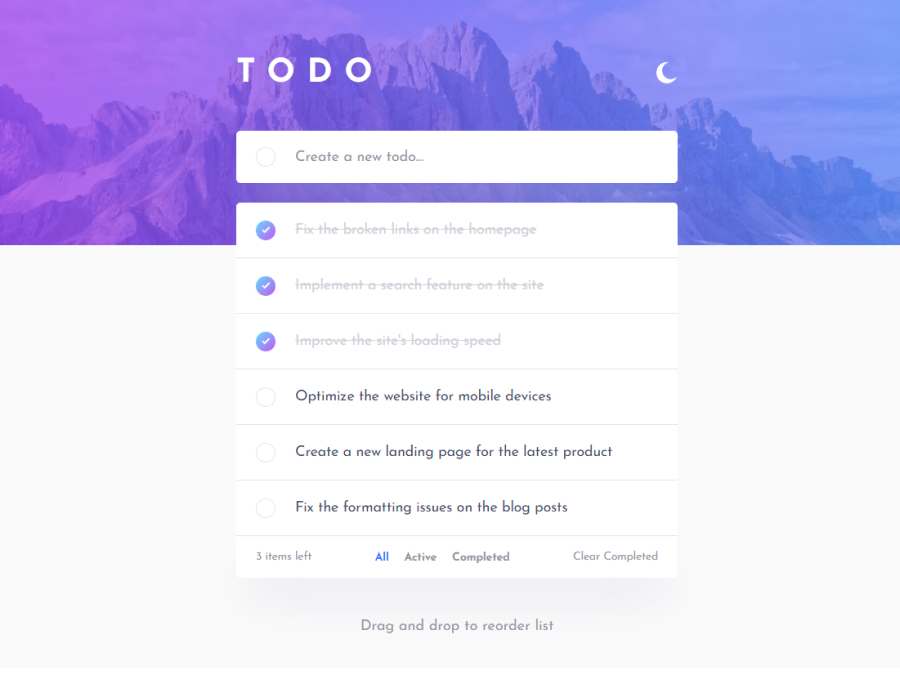 TODO
Create a new todo...
Fix the broken links on the homepage
Implement a search feature on the site
Improve the site's loading speed
Optimize the website for mobile devices
Create a new landing page for the latest product
Fix the formatting issues on the blog posts
3 items left All Active Completed Clear Completed
Drag and drop to reorder list